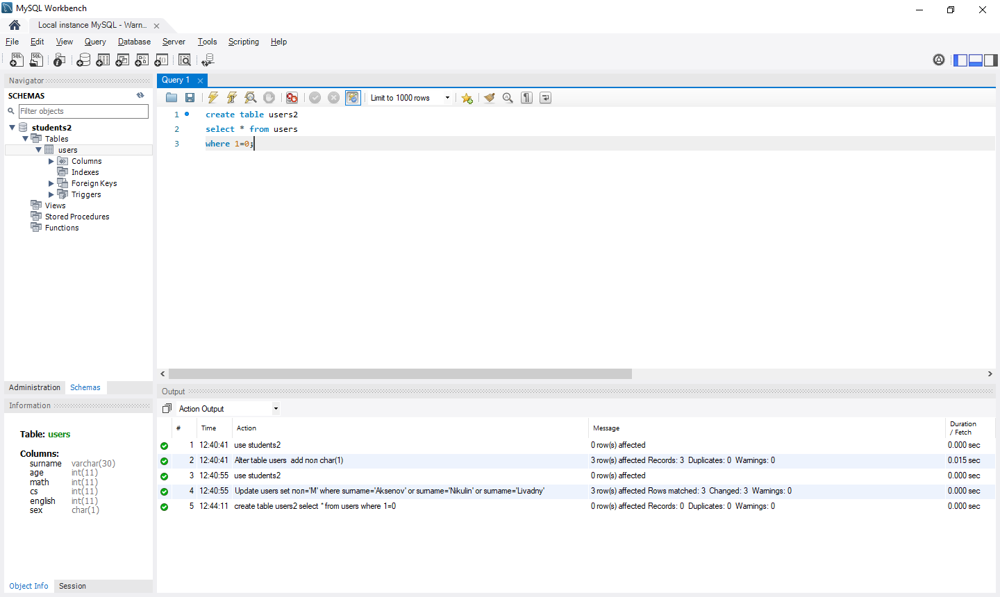 MySQL Workbench
Local instance MySQL - Warn...
File Edit View Query Database Server Tools Scripting Help
Navigator
SCHEMAS
Filter objects
students2
Tables
users
Columns
Indexes
Foreign Keys
Triggers
Views
Stored Procedures
Functions
Administration Schemas
Information
Table: users
Columns:
surname varchar(30)
age int(11)
math int(11)
cs int(11)
english int(11)
sex char(1)
Object Info Session
Query 1
Limit to 1000 rows
1 create table users2
2 select * from users
3 where 1=0;
Output
Action Output
# Time Action Message Duration / Fetch
1 12:40:41 use students2 0 row(s) affected 0.000 sec
2 12:40:41 Alter table users  add пол char(1) 3 row(s) affected Records: 3  Duplicates: 0  Warnings: 0 0.015 sec
3 12:40:55 use students2 0 row(s) affected 0.000 sec
4 12:40:55 Update users set пол='M' where surname='Aksenov' or surname='Nikulin' or surname='Livadny' 3 row(s) affected Rows matched: 3  Changed: 3  Warnings: 0 0.000 sec
5 12:44:11 create table users2 select * from users where 1=0 0 row(s) affected Records: 0  Duplicates: 0  Warnings: 0 0.000 sec